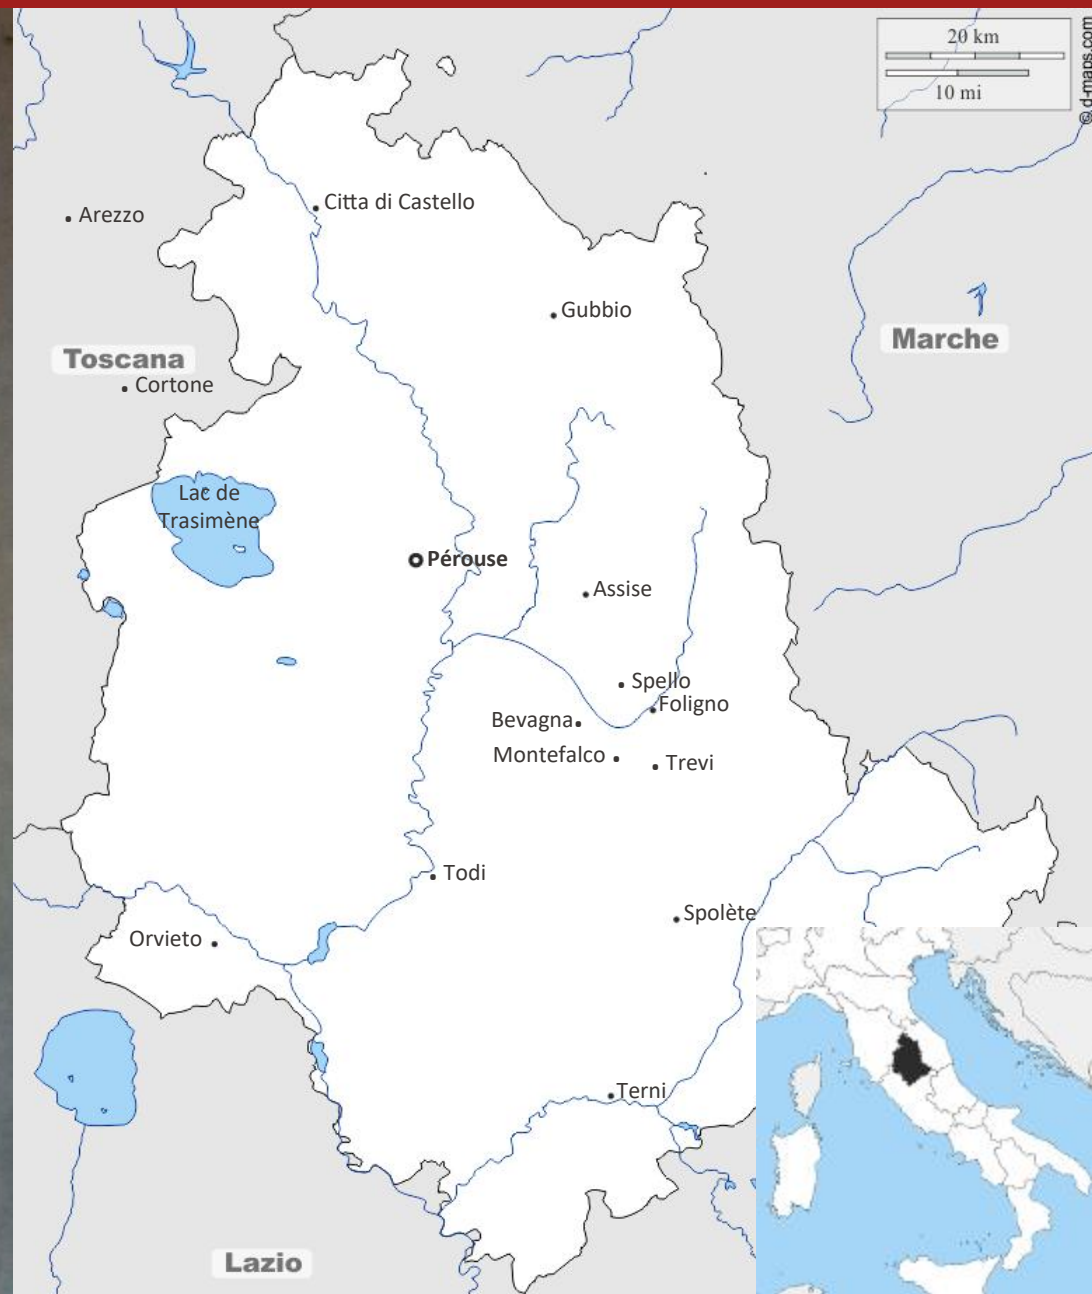 20 km
10 mi
© d-maps.com
Citta di Castello
Arezzo
Gubbio
Marche
Toscana
Cortone
Lac de
Trasimène
Pérouse
Assise
Spello
Foligno
Bevagna
Montefalco
Trevi
Todi
Spolète
Orvieto
Terni
Lazio